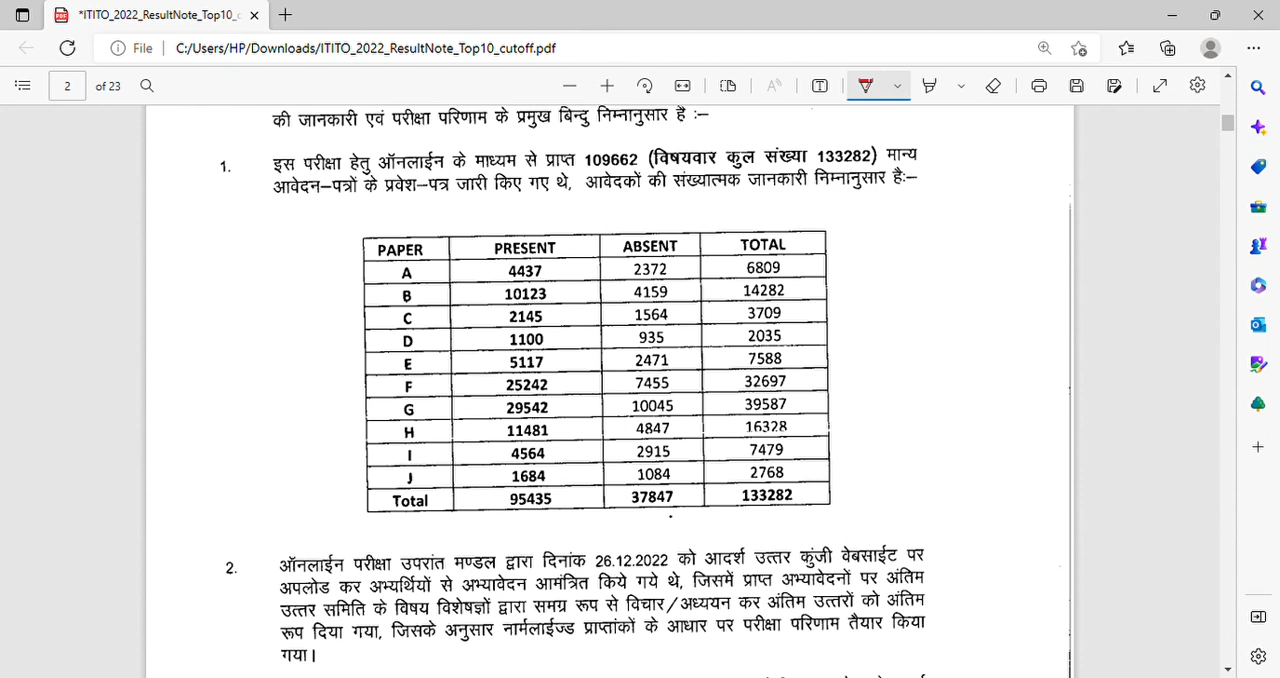 *ITITO_2022_ResultNote_Top10_c
File C:/Users/HP/Downloads/ITITO_2022_ResultNote_Top10_cutoff.pdf
2 of 23
की जानकारी एवं परीक्षा परिणाम के प्रमुख बिन्दु निम्नानुसार है :–
1. इस परीक्षा हेतु ऑनलाईन के माध्यम से प्राप्त 109662 (विषयवार कुल संख्या 133282) मान्य
आवेदन–पत्रों के प्रवेश–पत्र जारी किए गए थे, आवेदकों की संख्यात्मक जानकारी निम्नानुसार है:–
PAPER PRESENT ABSENT TOTAL
A 4437 2372 6809
B 10123 4159 14282
C 2145 1564 3709
D 1100 935 2035
E 5117 2471 7588
F 25242 7455 32697
G 29542 10045 39587
H 11481 4847 16328
I 4564 2915 7479
J 1684 1084 2768
Total 95435 37847 133282
2. ऑनलाईन परीक्षा उपरांत मण्डल द्वारा दिनांक 26.12.2022 को आदर्श उत्तर कुंजी वेबसाईट पर
अपलोड कर अभ्यर्थियों से अभ्यावेदन आमंत्रित किये गये थे, जिसमें प्राप्त अभ्यावेदनों पर अंतिम
उत्तर समिति के विषय विशेषज्ञों द्वारा समग्र रूप से विचार/अध्ययन कर अंतिम उत्तरों को अंतिम
रूप दिया गया, जिसके अनुसार नार्मलाईज्ड प्राप्तांकों के आधार पर परीक्षा परिणाम तैयार किया
गया।